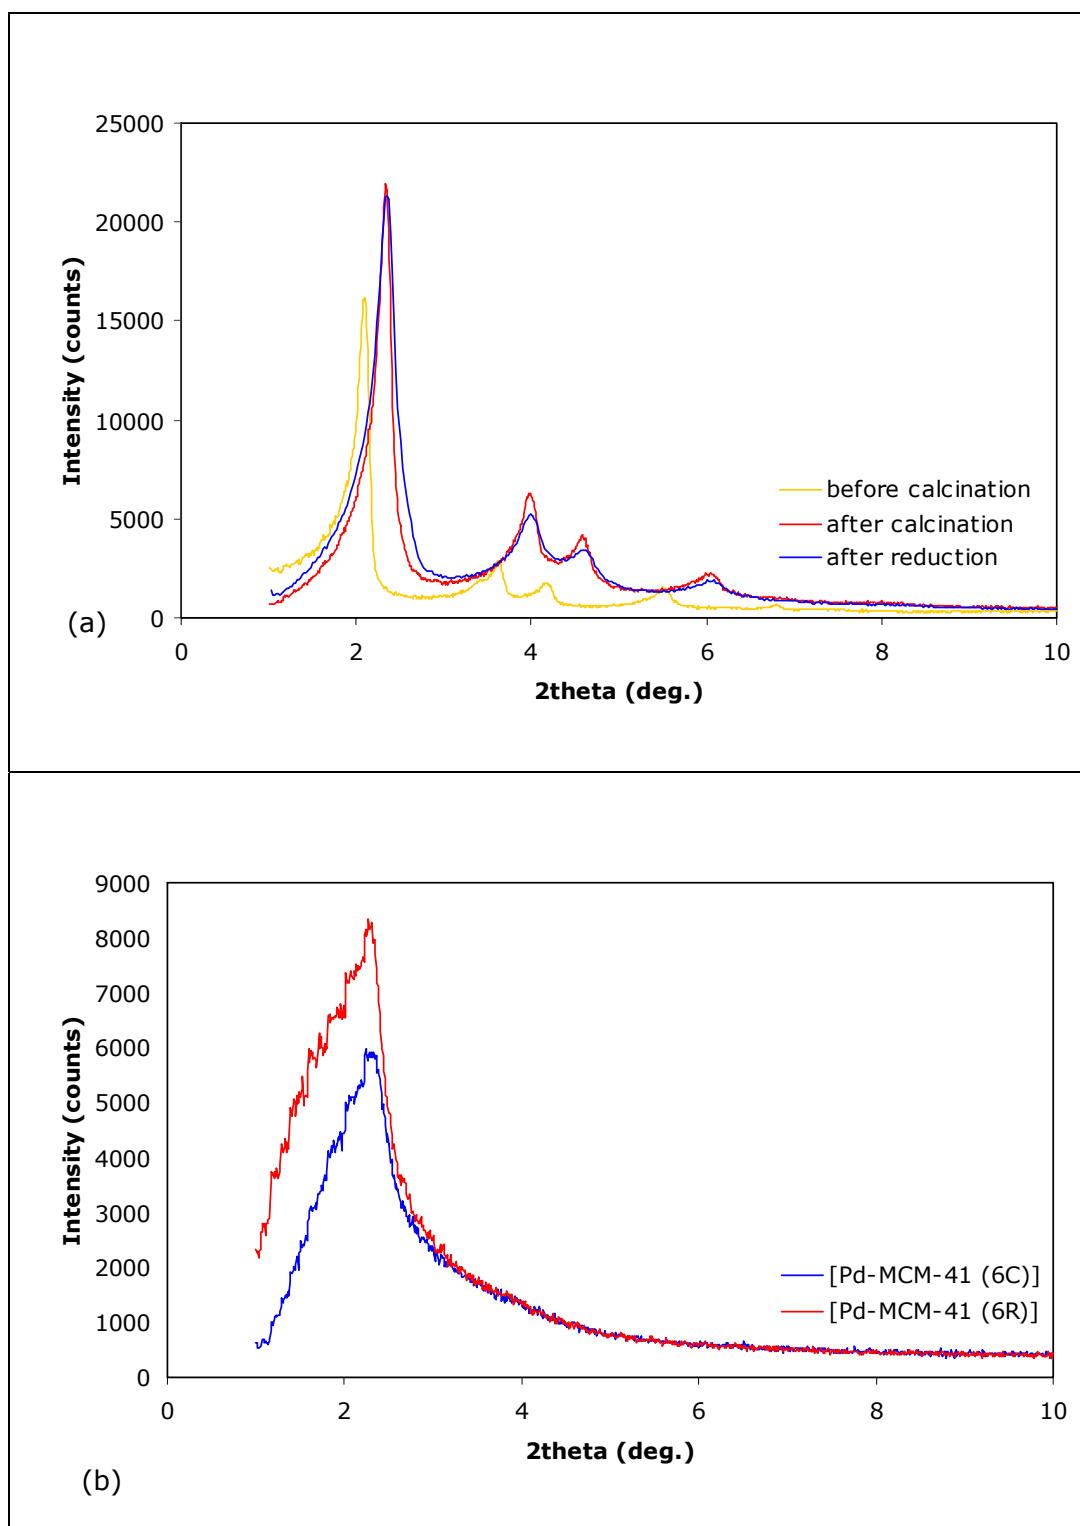 25000
20000
15000
10000
5000
0
Intensity (counts)
before calcination
after calcination
after reduction
(a)
0 2 4 6 8 10
2theta (deg.)
9000
8000
7000
6000
5000
4000
3000
2000
1000
0
Intensity (counts)
[Pd-MCM-41 (6C)]
[Pd-MCM-41 (6R)]
0 2 4 6 8 10
2theta (deg.)
(b)